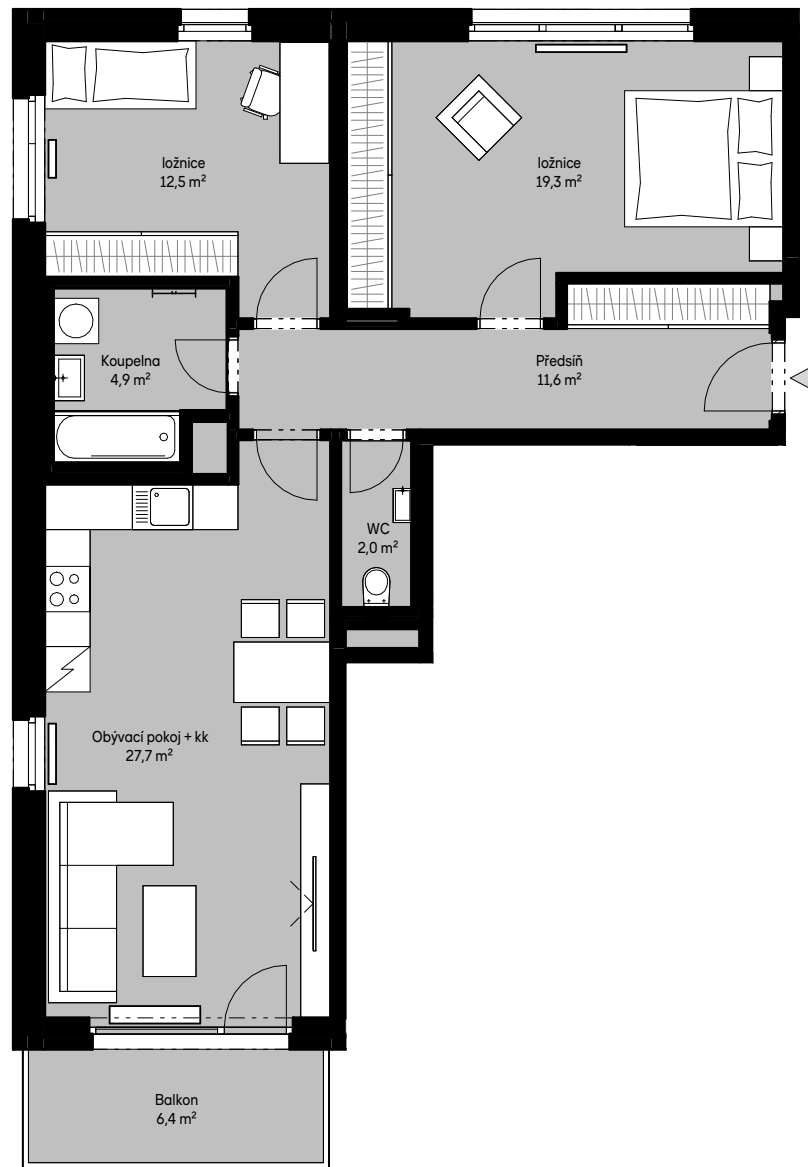 ložnice
12,5 m²
ložnice
19,3 m²
Koupelna
4,9 m²
Předsíň
11,6 m²
WC
2,0 m²
Obývací pokoj + kk
27,7 m²
Balkon
6,4 m²